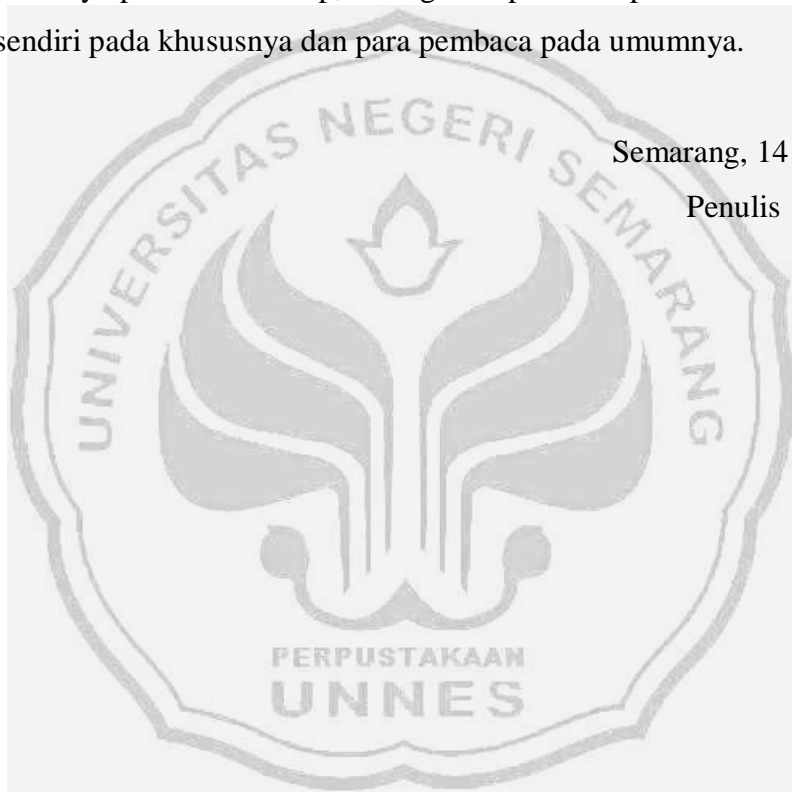 sendiri pada khususnya dan para pembaca pada umumnya.
Semarang, 14
Penulis
UNIVERSITAS NEGERI SEMARANG
PERPUSTAKAAN
UNNES